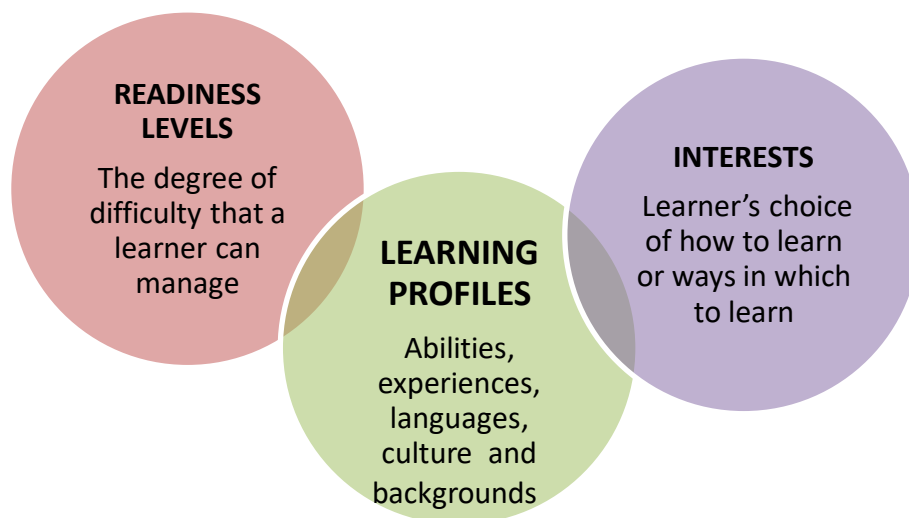 READINESS
LEVELS
The degree of
difficulty that a
learner can
manage
LEARNING
PROFILES
Abilities,
experiences,
languages,
culture and
backgrounds
INTERESTS
Learner’s choice
of how to learn
or ways in which
to learn